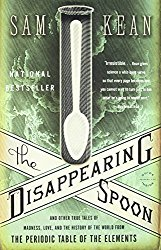 SAM
KEAN
NATIONAL
BESTSELLER
the
DISAPPEARING
SPOON
AND OTHER TRUE TALES OF
MADNESS, LOVE, AND THE HISTORY OF THE WORLD FROM
THE PERIODIC TABLE OF THE ELEMENTS